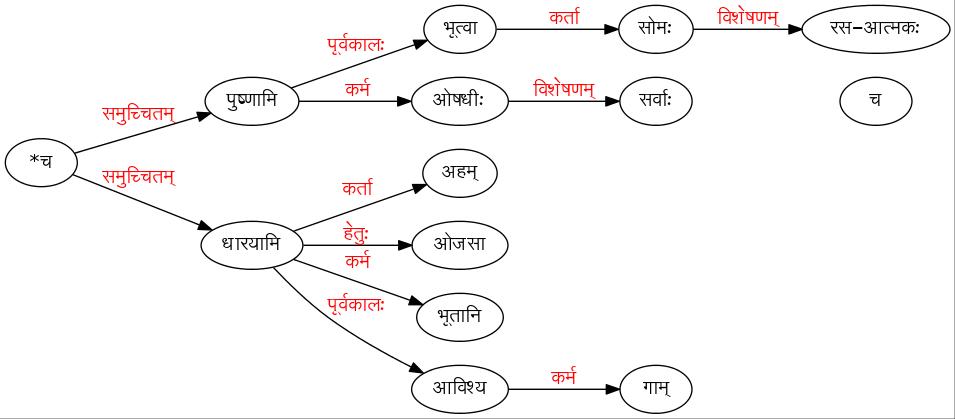 भूत्वा कर्ता सोमः विशेषणम् रस-आत्मकः
पूर्वकालः
पुष्णामि कर्म ओषधीः विशेषणम् सर्वाः च
समुच्चितम्
*च
समुच्चितम्
अहम्
कर्ता
धारयामि हेतुः ओजसा
कर्म
भूतानि
पूर्वकालः
आविश्य कर्म गाम्